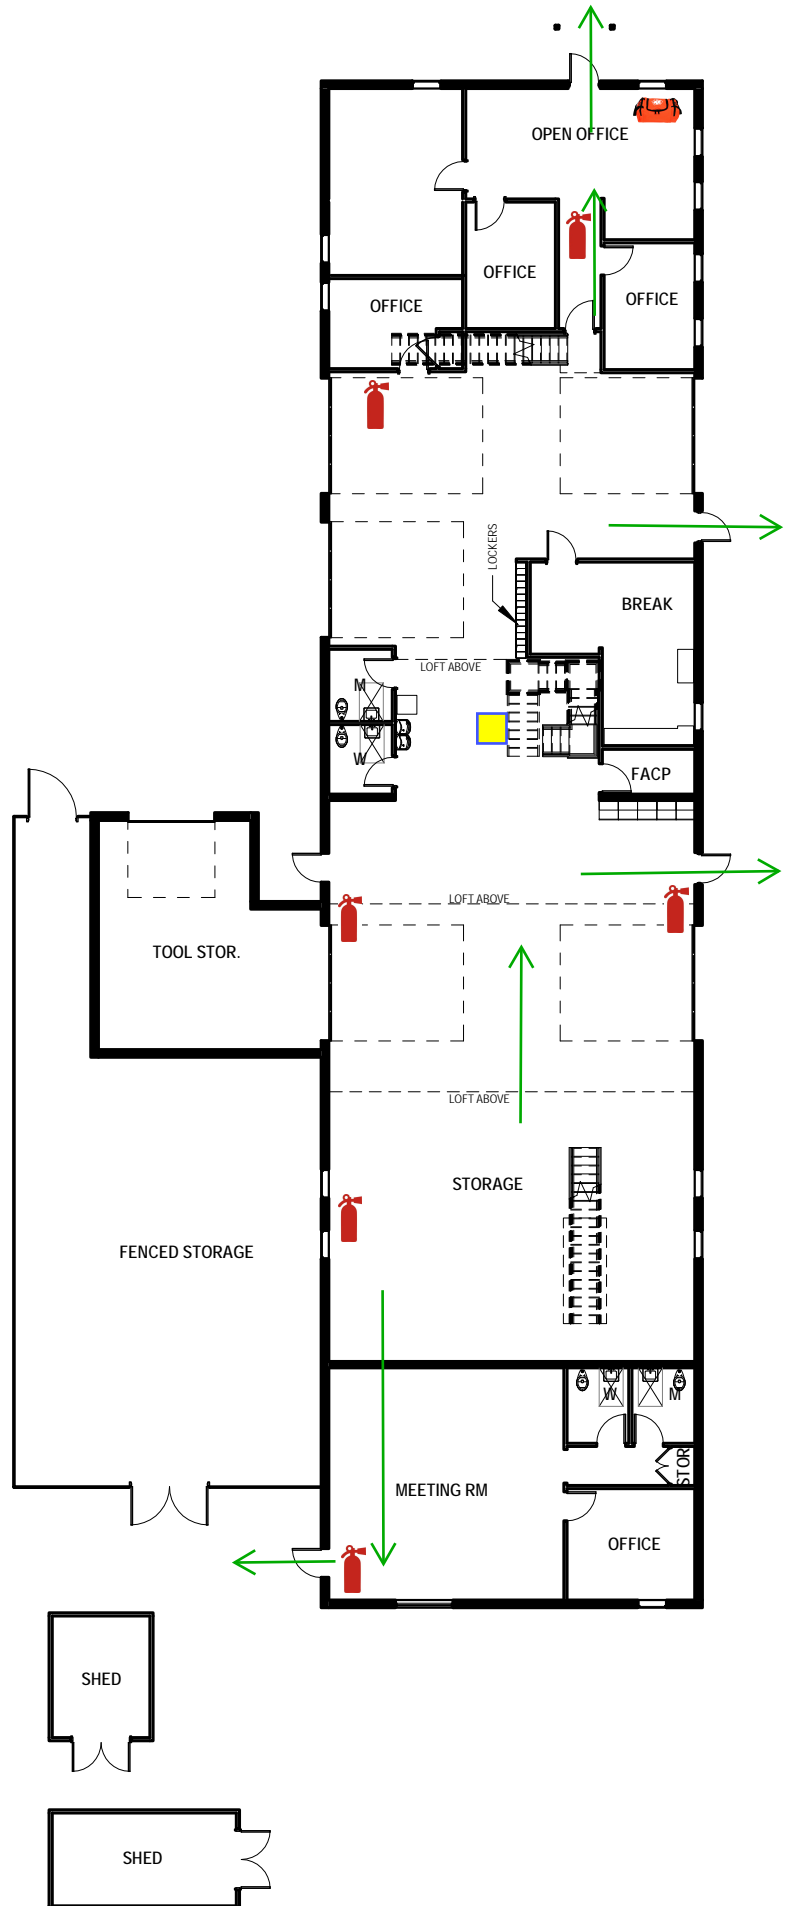 OPEN OFFICE
OFFICE
OFFICE
OFFICE
LOCKERS
BREAK
LOFT ABOVE
M
W
FACP
LOFT ABOVE
TOOL STOR.
LOFT ABOVE
STORAGE
FENCED STORAGE
W
M
STOR
MEETING RM
OFFICE
SHED
SHED